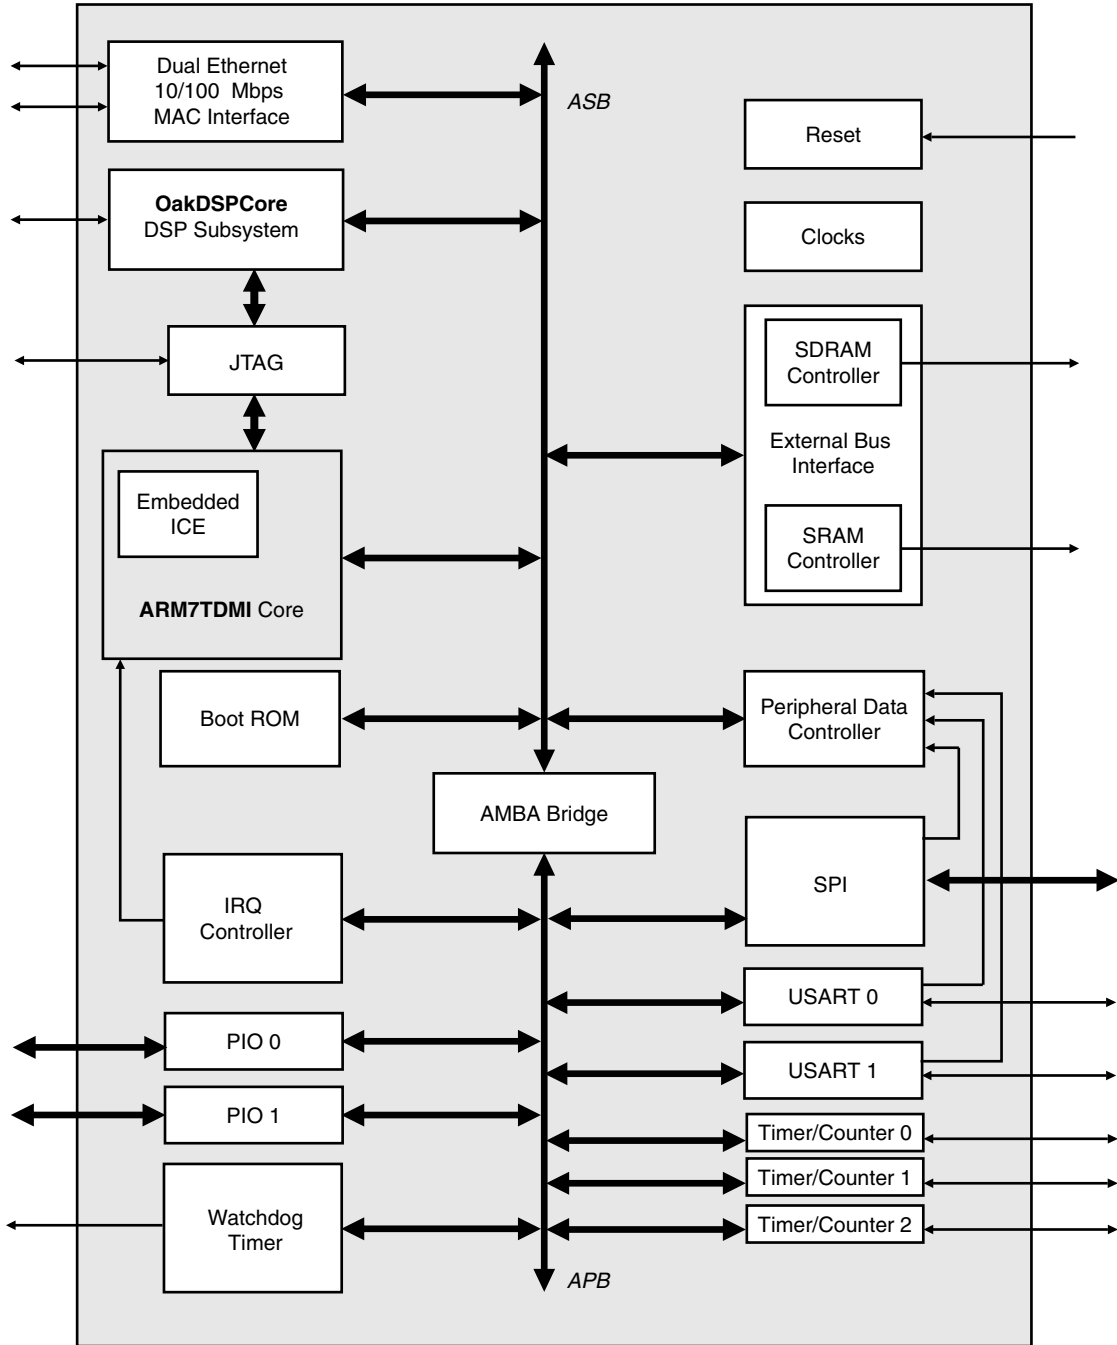 Dual Ethernet
10/100 Mbps
MAC Interface
ASB
Reset
OakDSPCore
DSP Subsystem
Clocks
JTAG
SDRAM
Controller
External Bus
Interface
SRAM
Controller
Embedded
ICE
ARM7TDMI Core
Boot ROM
Peripheral Data
Controller
AMBA Bridge
SPI
IRQ
Controller
USART 0
PIO 0
USART 1
PIO 1
Timer/Counter 0
Timer/Counter 1
Watchdog
Timer
Timer/Counter 2
APB